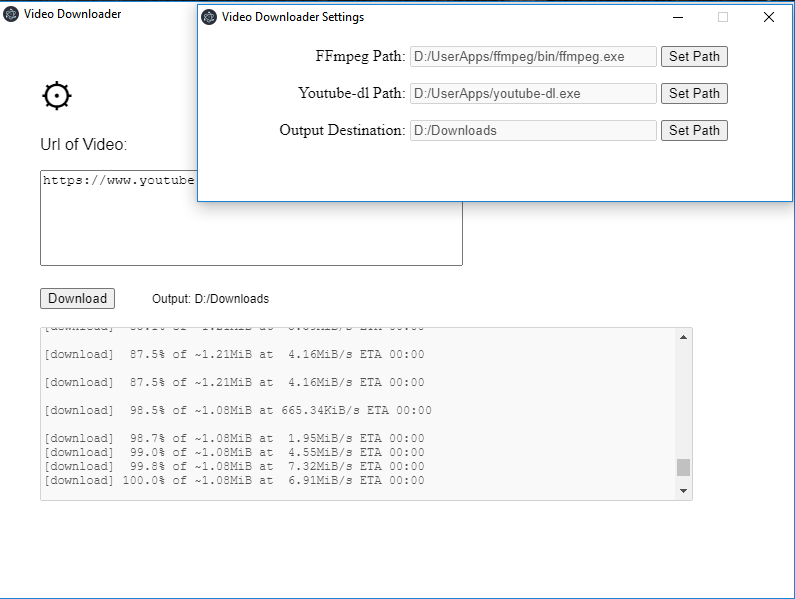 Video Downloader
Video Downloader Settings
FFmpeg Path: D:/UserApps/ffmpeg/bin/ffmpeg.exe Set Path
Youtube-dl Path: D:/UserApps/youtube-dl.exe Set Path
Output Destination: D:/Downloads Set Path
Url of Video:
https://www.youtube
Download Output: D:/Downloads
[download] 87.5% of ~1.21MiB at 4.16MiB/s ETA 00:00
[download] 87.5% of ~1.21MiB at 4.16MiB/s ETA 00:00
[download] 98.5% of ~1.08MiB at 665.34KiB/s ETA 00:00
[download] 98.7% of ~1.08MiB at 1.95MiB/s ETA 00:00
[download] 99.0% of ~1.08MiB at 4.55MiB/s ETA 00:00
[download] 99.8% of ~1.08MiB at 7.32MiB/s ETA 00:00
[download] 100.0% of ~1.08MiB at 6.91MiB/s ETA 00:00